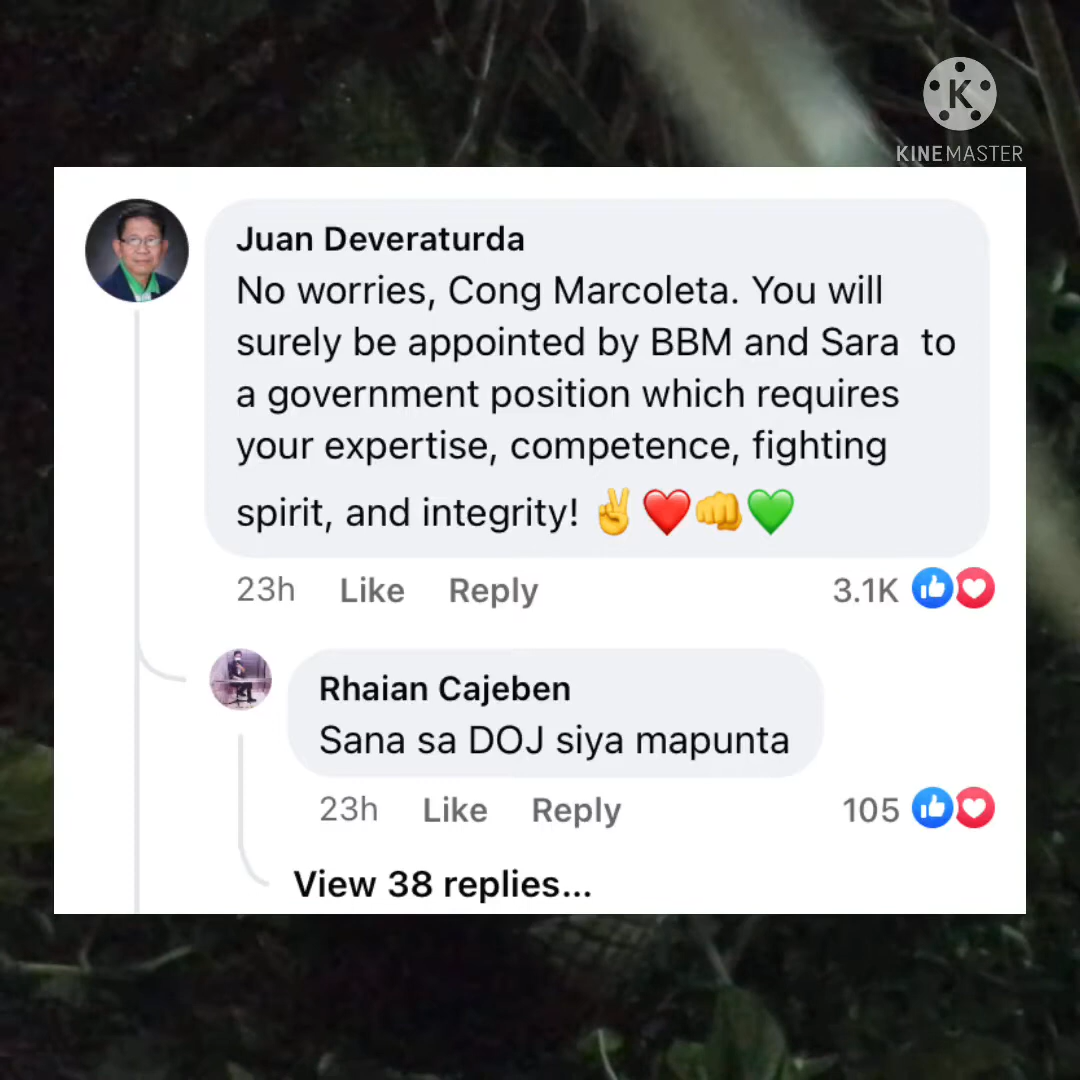 K
KINEMASTER
Juan Deveraturda
No worries, Cong Marcoleta. You will
surely be appointed by BBM and Sara to
a government position which requires
your expertise, competence, fighting
spirit, and integrity! ✌️❤️👊💚
23h Like Reply 3.1K
Rhaian Cajeben
Sana sa DOJ siya mapunta
23h Like Reply 105
View 38 replies...